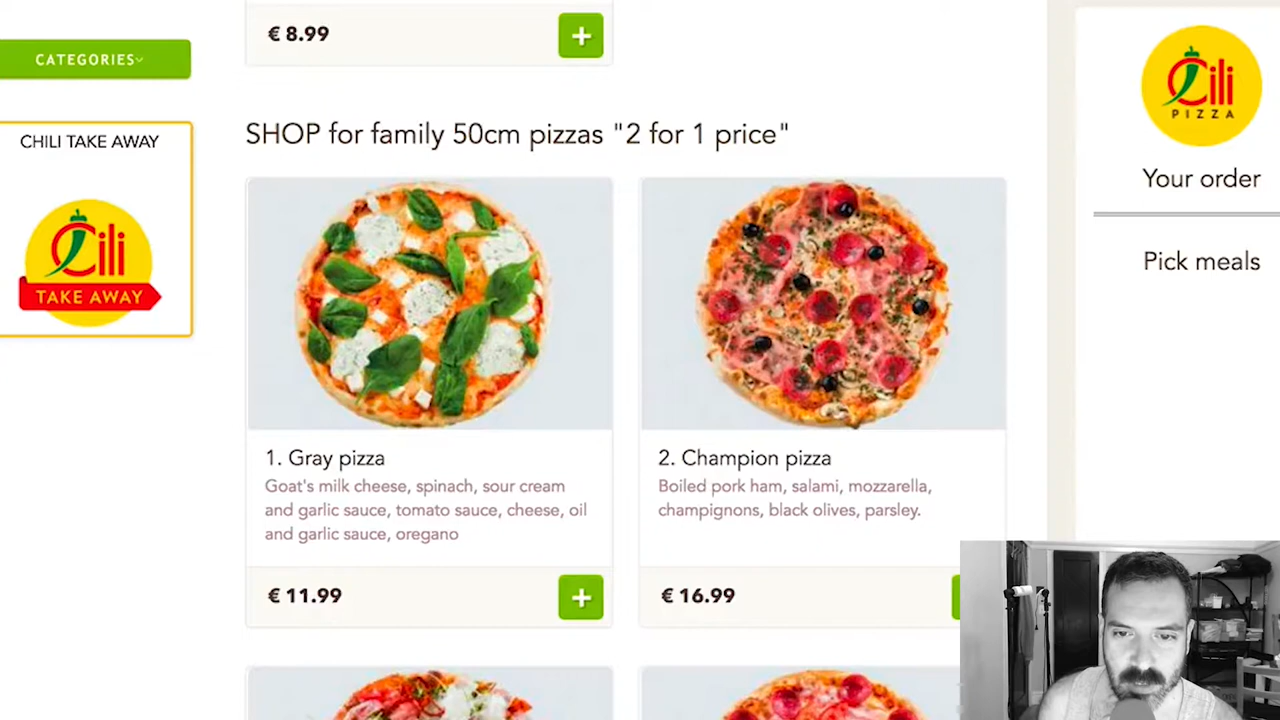 € 8.99
+
CATEGORIES
CHILI TAKE AWAY
Çili
TAKE AWAY
SHOP for family 50cm pizzas "2 for 1 price"
1. Gray pizza
Goat's milk cheese, spinach, sour cream
and garlic sauce, tomato sauce, cheese, oil
and garlic sauce, oregano
€ 11.99
+
2. Champion pizza
Boiled pork ham, salami, mozzarella,
champignons, black olives, parsley.
€ 16.99
Çili
PIZZA
Your order
Pick meals